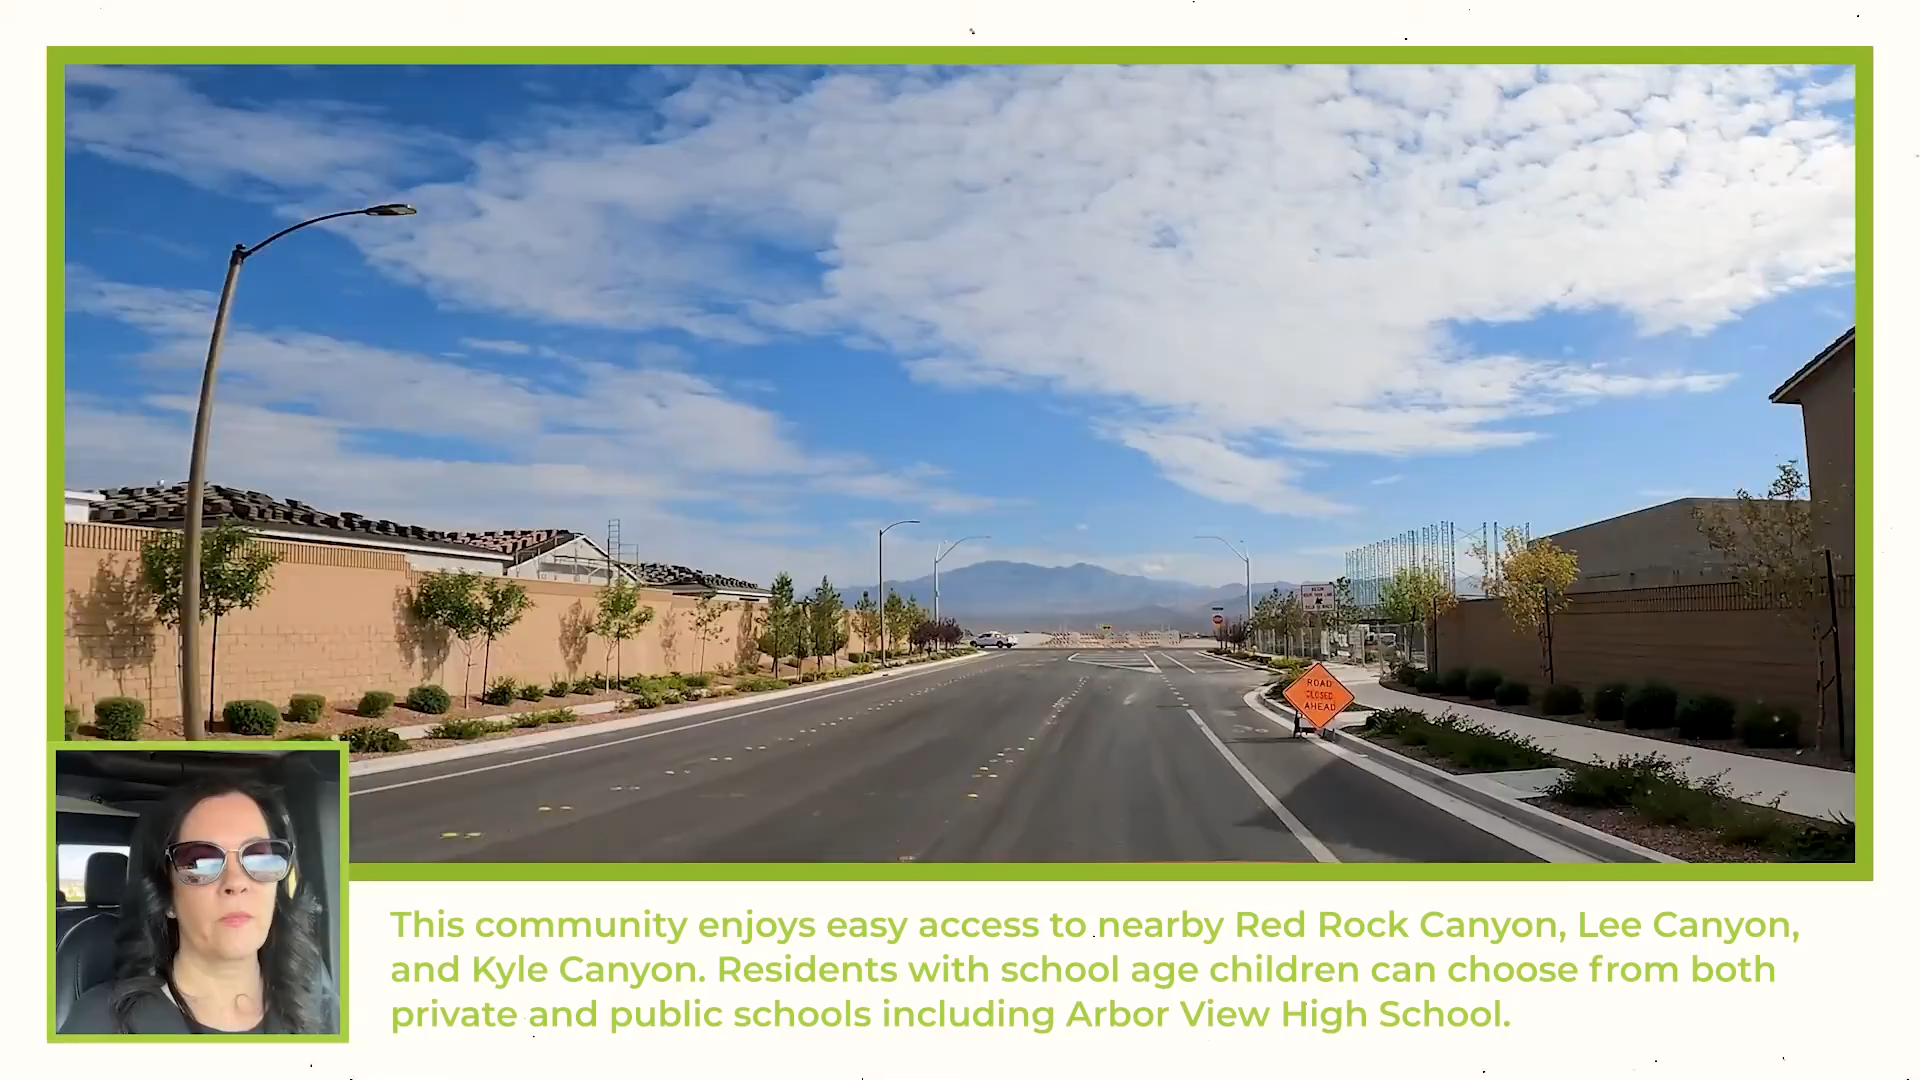 ROAD
CLOSED
AHEAD
This community enjoys easy access to nearby Red Rock Canyon, Lee Canyon,
and Kyle Canyon. Residents with school age children can choose from both
private and public schools including Arbor View High School.